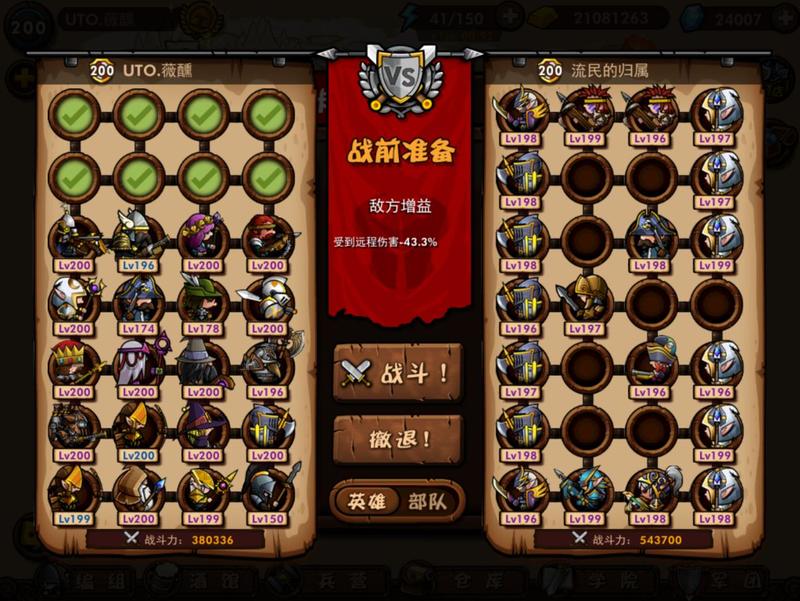 200 UTO.薇醺 41/150 21081263 24007
200 UTO.薇醺
VS
200 流民的归属
战前准备
敌方增益
受到远程伤害-43.3%
Lv200 Lv196 Lv200 Lv200
Lv200 Lv174 Lv178 Lv200
Lv200 Lv200 Lv200 Lv196
Lv200 Lv200 Lv200 Lv200
Lv199 Lv200 Lv199 Lv150
战斗力: 380336
战斗！
撤退！
英雄 部队
Lv198 Lv199 Lv196 Lv197
Lv198 Lv197
Lv198 Lv198 Lv199
Lv196 Lv197
Lv197 Lv196 Lv196
Lv198 Lv199
Lv196 Lv199 Lv198 Lv198
战斗力: 543700
编组 酒馆 兵营 仓库 学院 军团